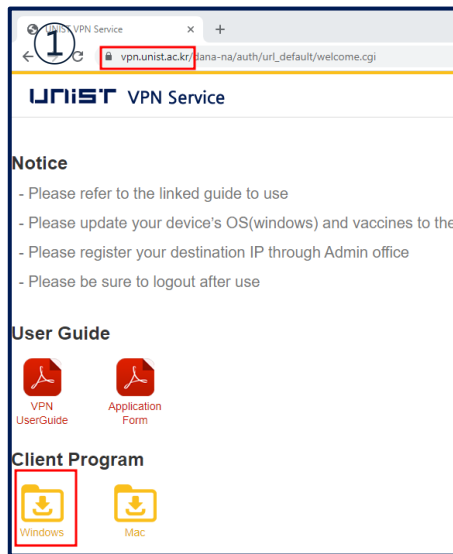 UNIST VPN Service × +
1
vpn.unist.ac.kr/dana-na/auth/url_default/welcome.cgi
UNIST VPN Service
Notice
- Please refer to the linked guide to use
- Please update your device's OS(windows) and vaccines to the
- Please register your destination IP through Admin office
- Please be sure to logout after use
User Guide
VPN
UserGuide
Application
Form
Client Program
Windows
Mac